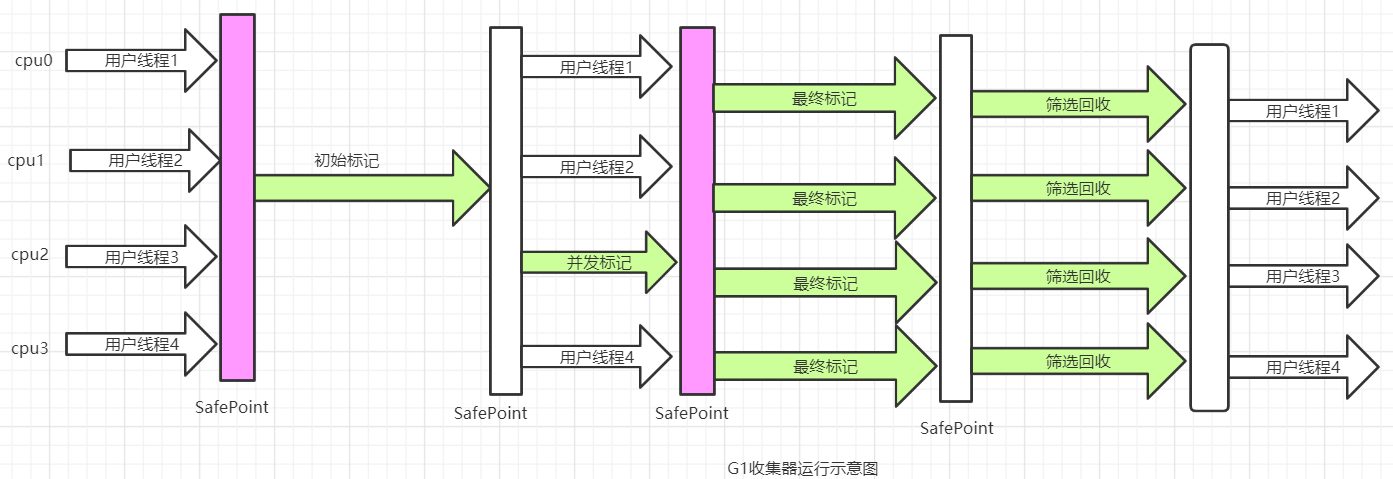 cpu0
用户线程1
用户线程1
最终标记
筛选回收
用户线程1
cpu1
用户线程2
初始标记
用户线程2
最终标记
筛选回收
用户线程2
cpu2
用户线程3
并发标记
最终标记
筛选回收
用户线程3
cpu3
用户线程4
用户线程4
最终标记
筛选回收
用户线程4
SafePoint
SafePoint
SafePoint
SafePoint
G1收集器运行示意图